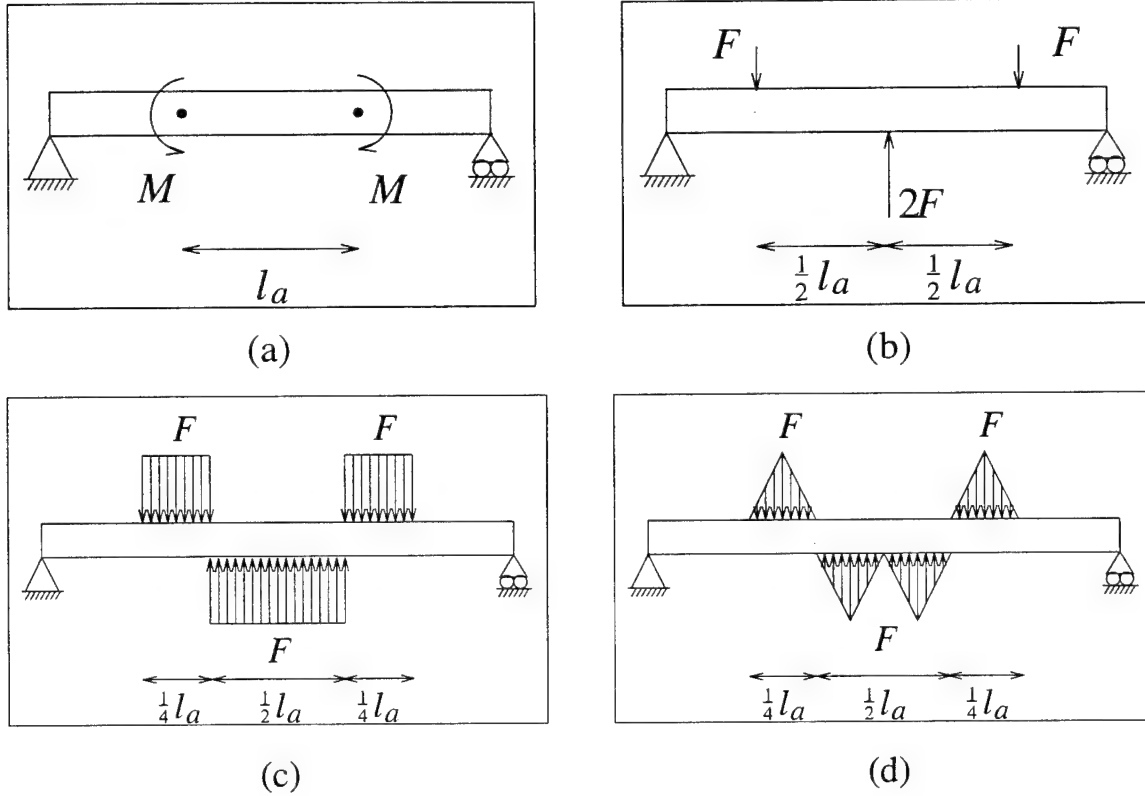 F F
M M 2F
l_a ½ l_a ½ l_a
(a) (b)
F F F F
F F
¼ l_a ½ l_a ¼ l_a ¼ l_a ½ l_a ¼ l_a
(c) (d)